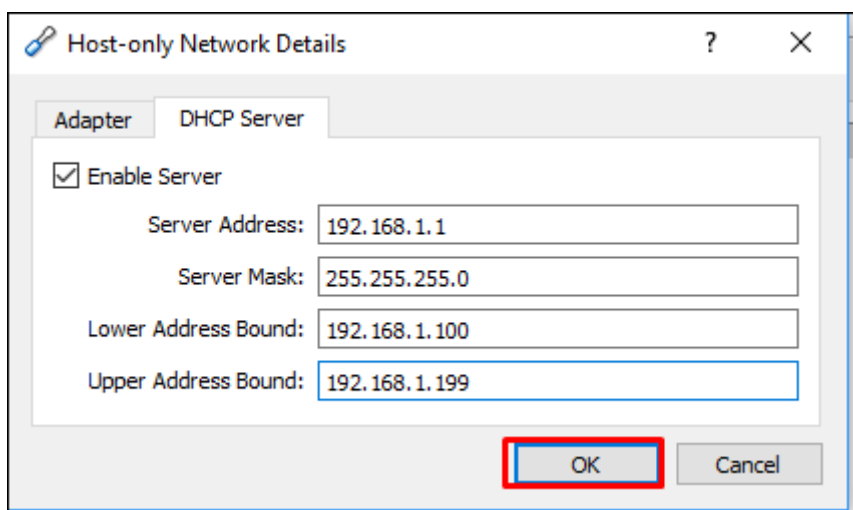 Host-only Network Details ?
Adapter DHCP Server
Enable Server
Server Address: 192.168.1.1
Server Mask: 255.255.255.0
Lower Address Bound: 192.168.1.100
Upper Address Bound: 192.168.1.199
OK Cancel